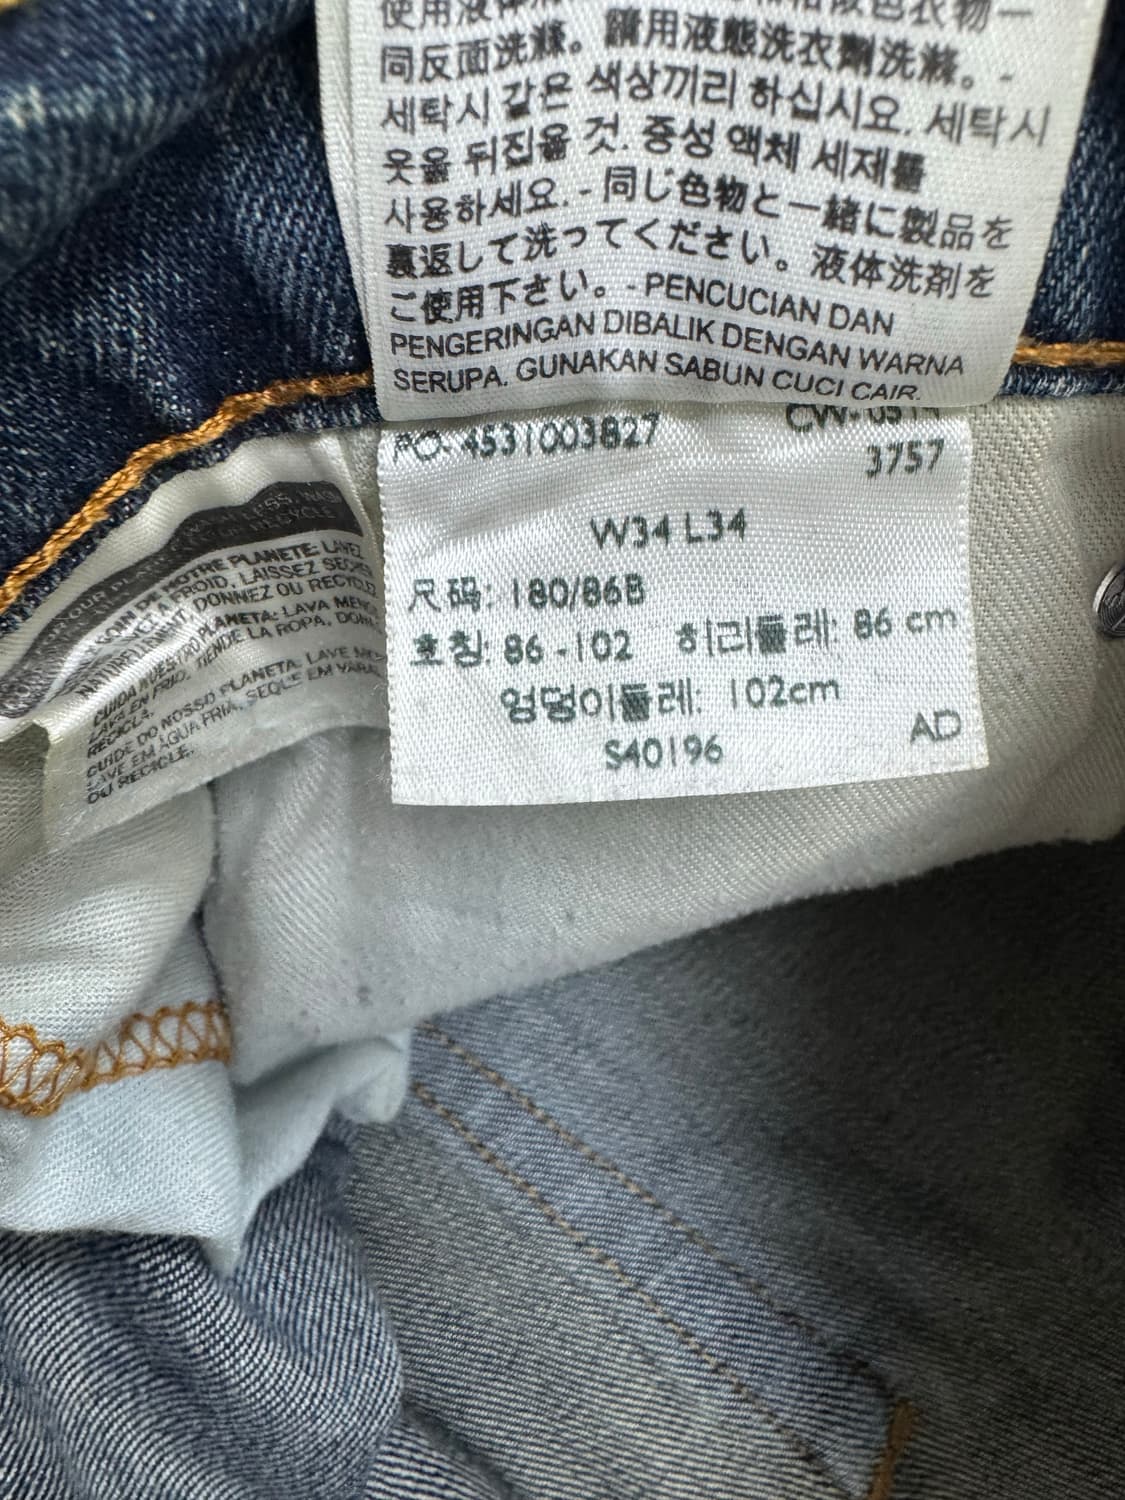 同反面洗滌。請用液態洗衣劑洗滌。-
세탁시 같은 색상끼리 하십시요. 세탁시
옷을 뒤집을 것. 중성 액체 세제를
사용하세요. - 同じ色物と一緒に製品を
裏返して洗ってください。液体洗剤を
ご使用下さい。- PENCUCIAN DAN
PENGERINGAN DIBALIK DENGAN WARNA
SERUPA. GUNAKAN SABUN CUCI CAIR.
PO: 4531003827
3757
W34 L34
尺码: 180/86B
호칭: 86 -102 허리둘레: 86 cm
엉덩이둘레: 102cm
S40196
AD
NOTRE PLANETE: LAVEZ
FROID, LAISSEZ SÉCHER
DONNEZ OU RECYCLEZ
CUIDA NUESTRO PLANETA: LAVA MENOS
LAVA EN FRIO, TIENDE LA ROPA,
RECICLA.
CUIDE DO NOSSO PLANETA: LAVE
LAVE EM AGUA FRIA, SEQUE EM VARAL
OU RECICLE.